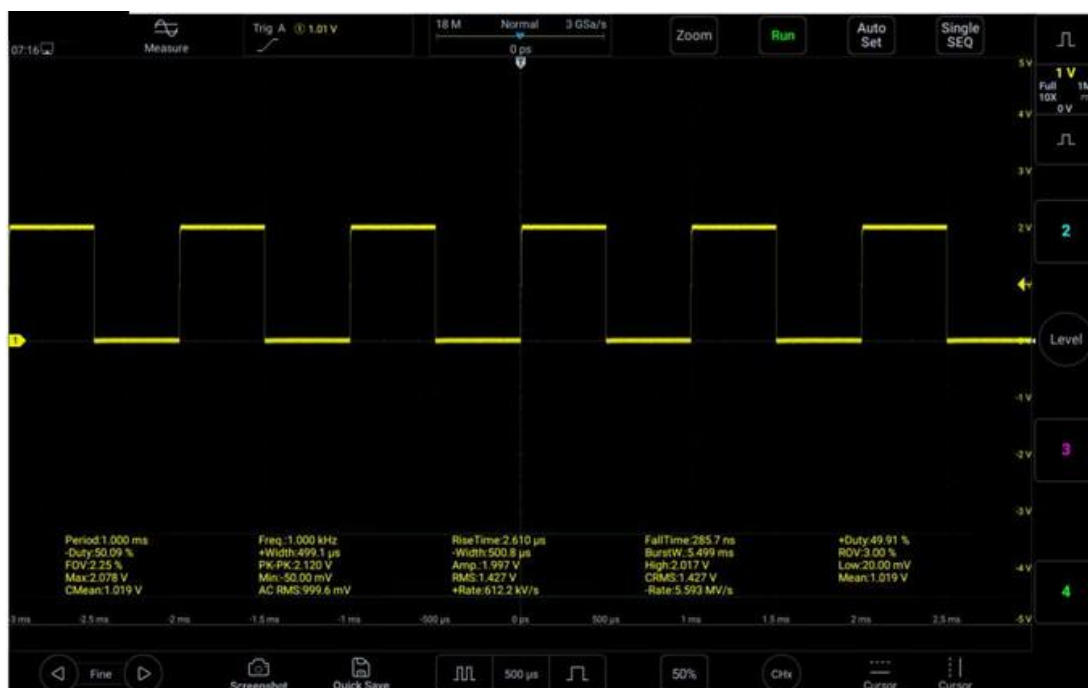 07:16
Measure
Trig A ① 1.01 V
18 M Normal 3 GSa/s
0 ps
Zoom
Run
Auto
Set
Single
SEQ
T
1 V
Full 1M
10X
0 V
5 V
4 V
3 V
2 V
-1 V
-2 V
-3 V
-4 V
-5 V
1
2
Level
3
4
Period:1.000 ms Freq.:1.000 kHz RiseTime:2.610 μs FallTime:285.7 ns +Duty:49.91 %
-Duty:50.09 % +Width:499.1 μs -Width:500.8 μs BurstW.:5.499 ms ROV:3.00 %
FOV:2.25 % PK-PK:2.120 V Amp.:1.997 V High:2.017 V Low:20.00 mV
Max:2.078 V Min:-50.00 mV RMS:1.427 V CRMS:1.427 V Mean:1.019 V
CMean:1.019 V AC RMS:999.6 mV +Rate:612.2 kV/s -Rate:5.593 MV/s
-3 ms -2.5 ms -2 ms -1.5 ms -1 ms -500 μs 0 ps 500 μs 1 ms 1.5 ms 2 ms 2.5 ms
Fine
Screenshot
Quick Save
500 μs
50%
CHx
Cursor
Cursor